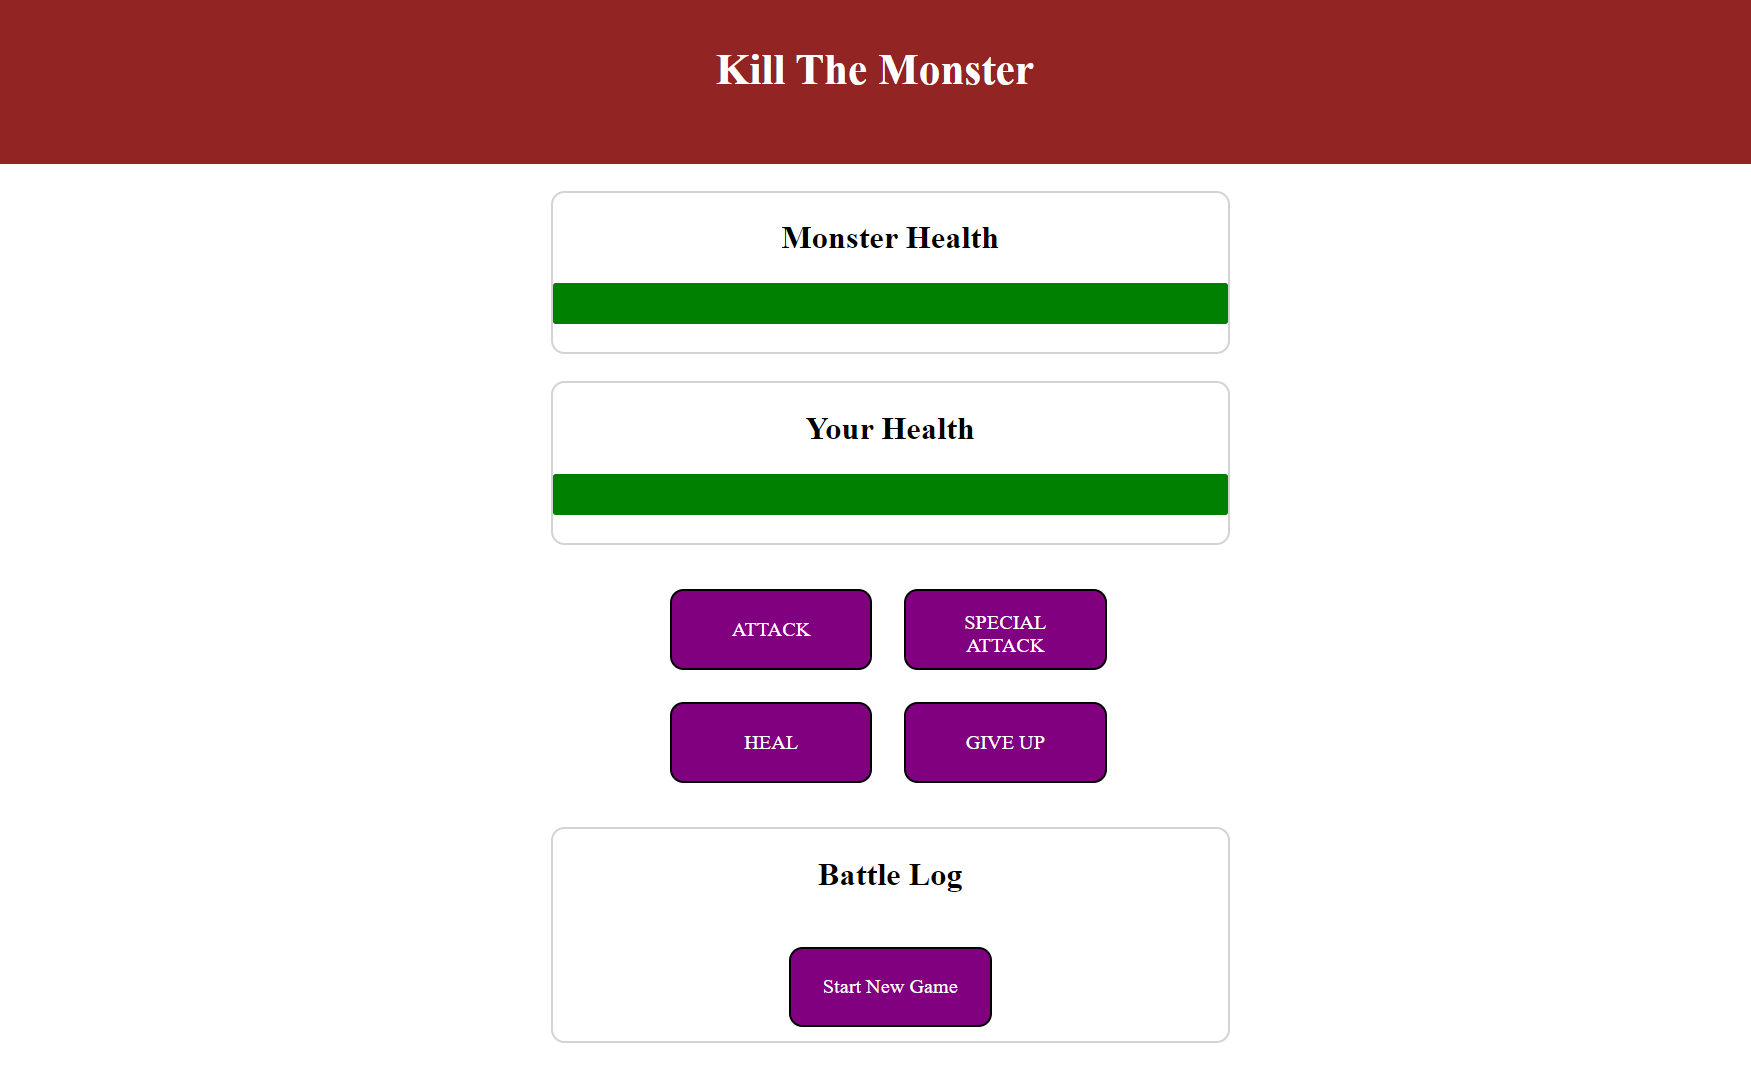 Kill The Monster
Monster Health
Your Health
ATTACK
SPECIAL
ATTACK
HEAL
GIVE UP
Battle Log
Start New Game